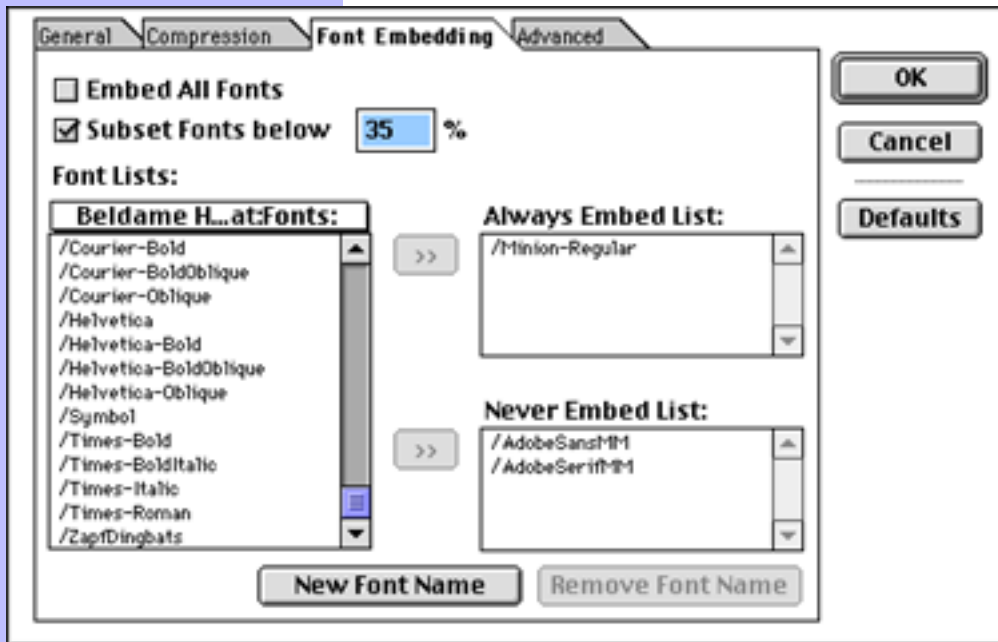 General Compression Font Embedding Advanced
Embed All Fonts
Subset Fonts below 35 %
Font Lists:
Beldame H...at:Fonts:
/Courier-Bold
/Courier-BoldOblique
/Courier-Oblique
/Helvetica
/Helvetica-Bold
/Helvetica-BoldOblique
/Helvetica-Oblique
/Symbol
/Times-Bold
/Times-BoldItalic
/Times-Italic
/Times-Roman
/ZapfDingbats
>>
Always Embed List:
/Minion-Regular
>>
Never Embed List:
/AdobeSansMM
/AdobeSerifMM
New Font Name Remove Font Name
OK
Cancel
Defaults